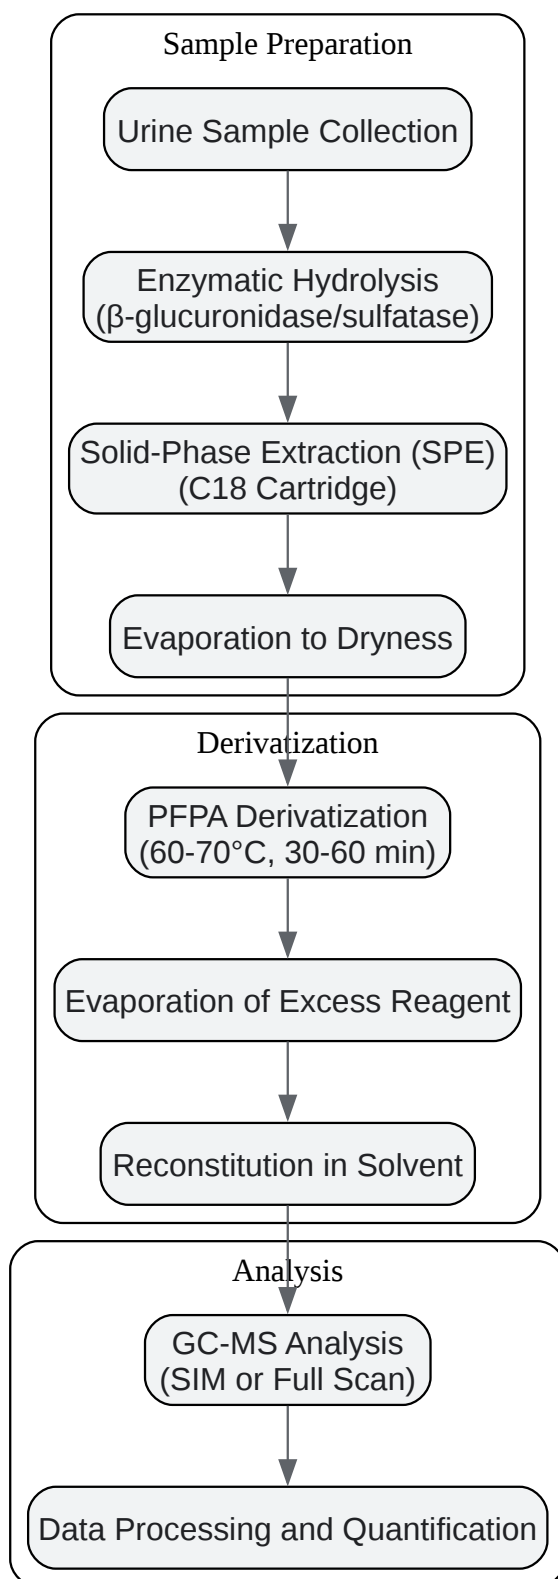 Sample Preparation
Urine Sample Collection
Enzymatic Hydrolysis
(β-glucuronidase/sulfatase)
Solid-Phase Extraction (SPE)
(C18 Cartridge)
Evaporation to Dryness
Derivatization
PFPA Derivatization
(60-70°C, 30-60 min)
Evaporation of Excess Reagent
Reconstitution in Solvent
Analysis
GC-MS Analysis
(SIM or Full Scan)
Data Processing and Quantification